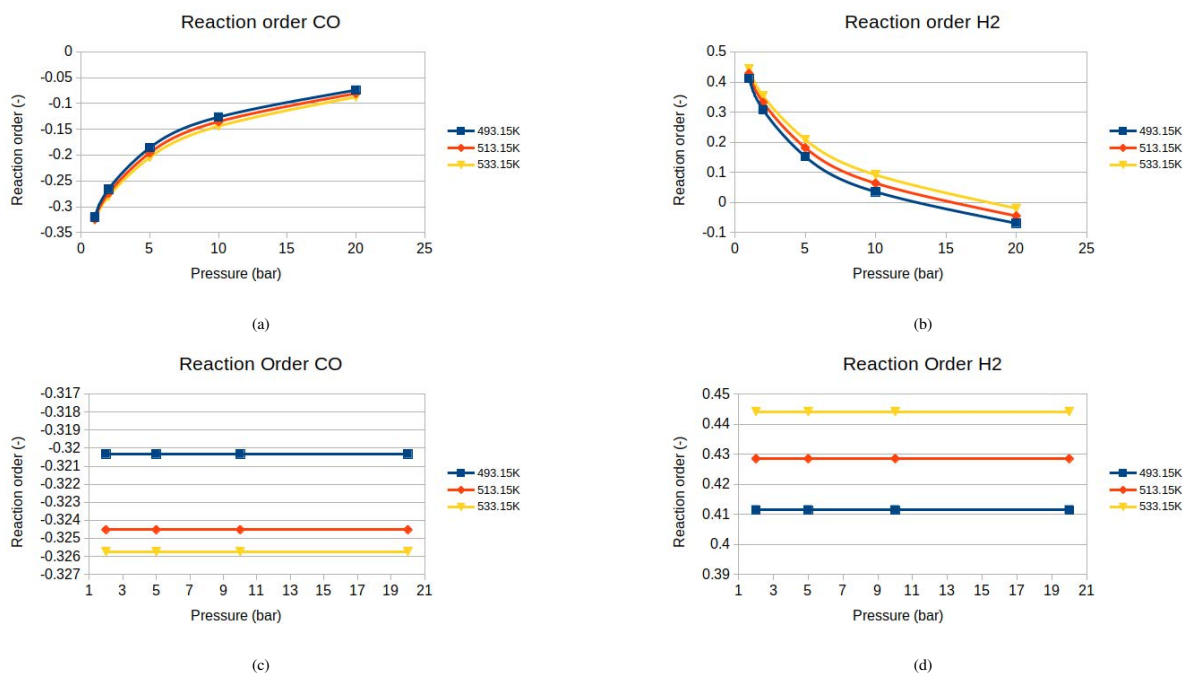 Reaction order CO
Reaction order (-)
0
-0.05
-0.1
-0.15
-0.2
-0.25
-0.3
-0.35
0 5 10 15 20 25
Pressure (bar)
493.15K
513.15K
533.15K
(a)
Reaction order H2
Reaction order (-)
0.5
0.4
0.3
0.2
0.1
0
-0.1
0 5 10 15 20 25
Pressure (bar)
493.15K
513.15K
533.15K
(b)
Reaction Order CO
Reaction order (-)
-0.317
-0.318
-0.319
-0.32
-0.321
-0.322
-0.323
-0.324
-0.325
-0.326
-0.327
1 3 5 7 9 11 13 15 17 19 21
Pressure (bar)
493.15K
513.15K
533.15K
(c)
Reaction Order H2
Reaction order (-)
0.45
0.44
0.43
0.42
0.41
0.4
0.39
1 3 5 7 9 11 13 15 17 19 21
Pressure (bar)
493.15K
513.15K
533.15K
(d)